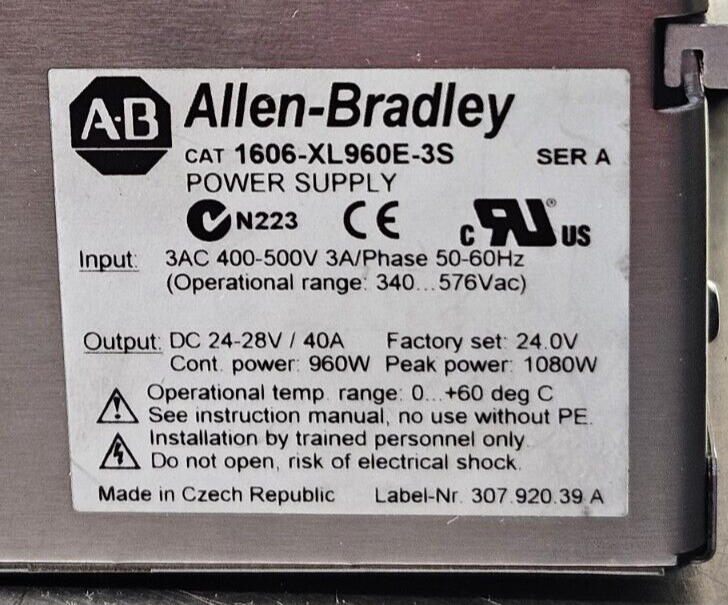 A·B Allen-Bradley
CAT 1606-XL960E-3S SER A
POWER SUPPLY
N223 CE c RU ® US
Input: 3AC 400-500V 3A/Phase 50-60Hz
(Operational range: 340...576Vac)
Output: DC 24-28V / 40A Factory set: 24.0V
Cont. power: 960W Peak power: 1080W
Operational temp. range: 0...+60 deg C
See instruction manual, no use without PE.
Installation by trained personnel only.
Do not open, risk of electrical shock.
Made in Czech Republic Label-Nr. 307.920.39 A